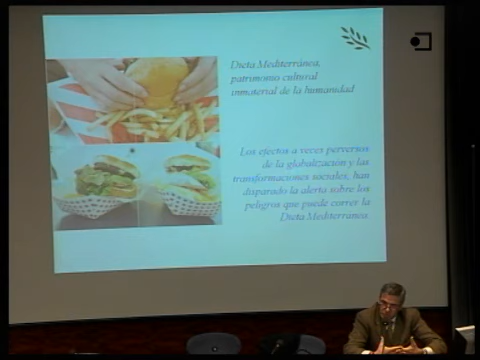 Dieta Mediterránea,
patrimonio cultural
inmaterial de la humanidad
Los efectos a veces perversos
de la globalización y las
transformaciones sociales, han
disparado la alerta sobre los
peligros que puede correr la
Dieta Mediterránea